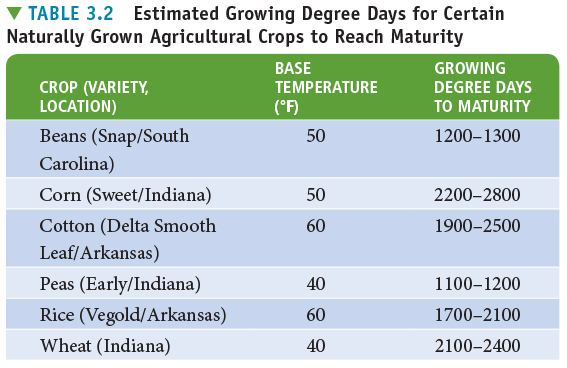 ▼ TABLE 3.2 Estimated Growing Degree Days for Certain
Naturally Grown Agricultural Crops to Reach Maturity
CROP (VARIETY, LOCATION) BASE TEMPERATURE (°F) GROWING DEGREE DAYS TO MATURITY
Beans (Snap/South 50 1200–1300
Carolina)
Corn (Sweet/Indiana) 50 2200–2800
Cotton (Delta Smooth 60 1900–2500
Leaf/Arkansas)
Peas (Early/Indiana) 40 1100–1200
Rice (Vegold/Arkansas) 60 1700–2100
Wheat (Indiana) 40 2100–2400